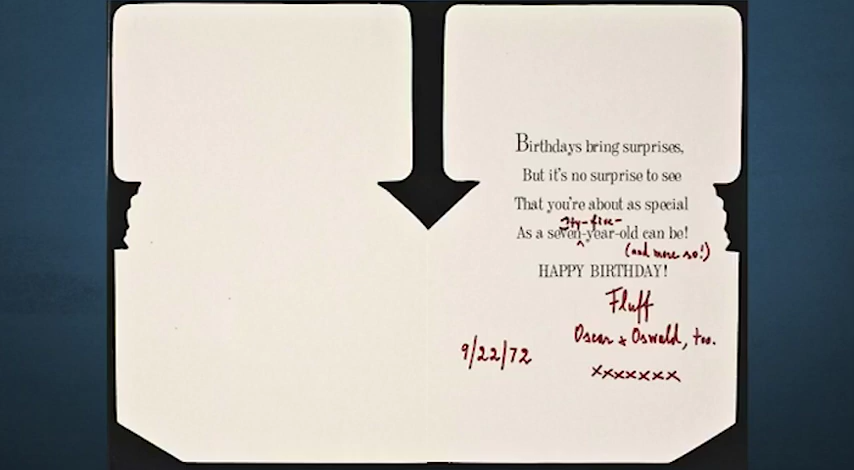 Birthdays bring surprises,
But it's no surprise to see
That you're about as special
ty-five-
As a seven-year-old can be!
(and more so!)
HAPPY BIRTHDAY!
Fluff
Oscar & Oswald, too.
9/22/72
xxxxxxx